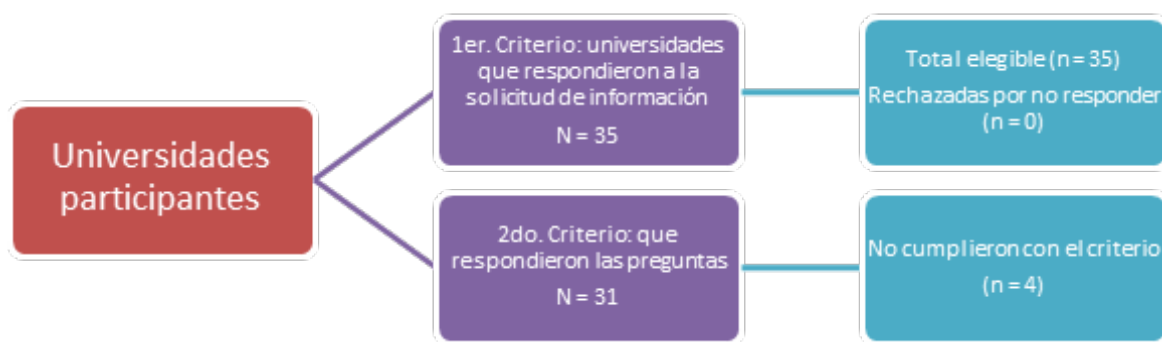 Universidades
participantes
1er. Criterio: universidades
que respondieron a la
solicitud de información
N = 35
Total elegible (n = 35)
Rechazadas por no responder
(n = 0)
2do. Criterio: que
respondieron las preguntas
N = 31
No cumplieron con el criterio
(n = 4)